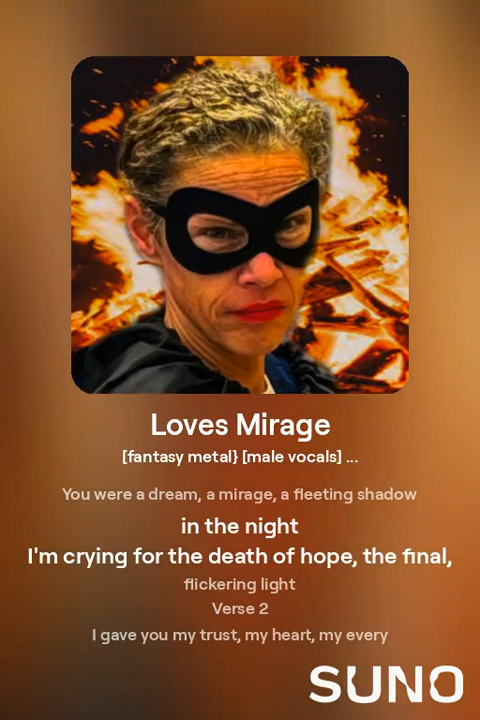 Loves Mirage
[fantasy metal} [male vocals] ...
You were a dream, a mirage, a fleeting shadow
in the night
I'm crying for the death of hope, the final,
flickering light
Verse 2
I gave you my trust, my heart, my every
SUNO